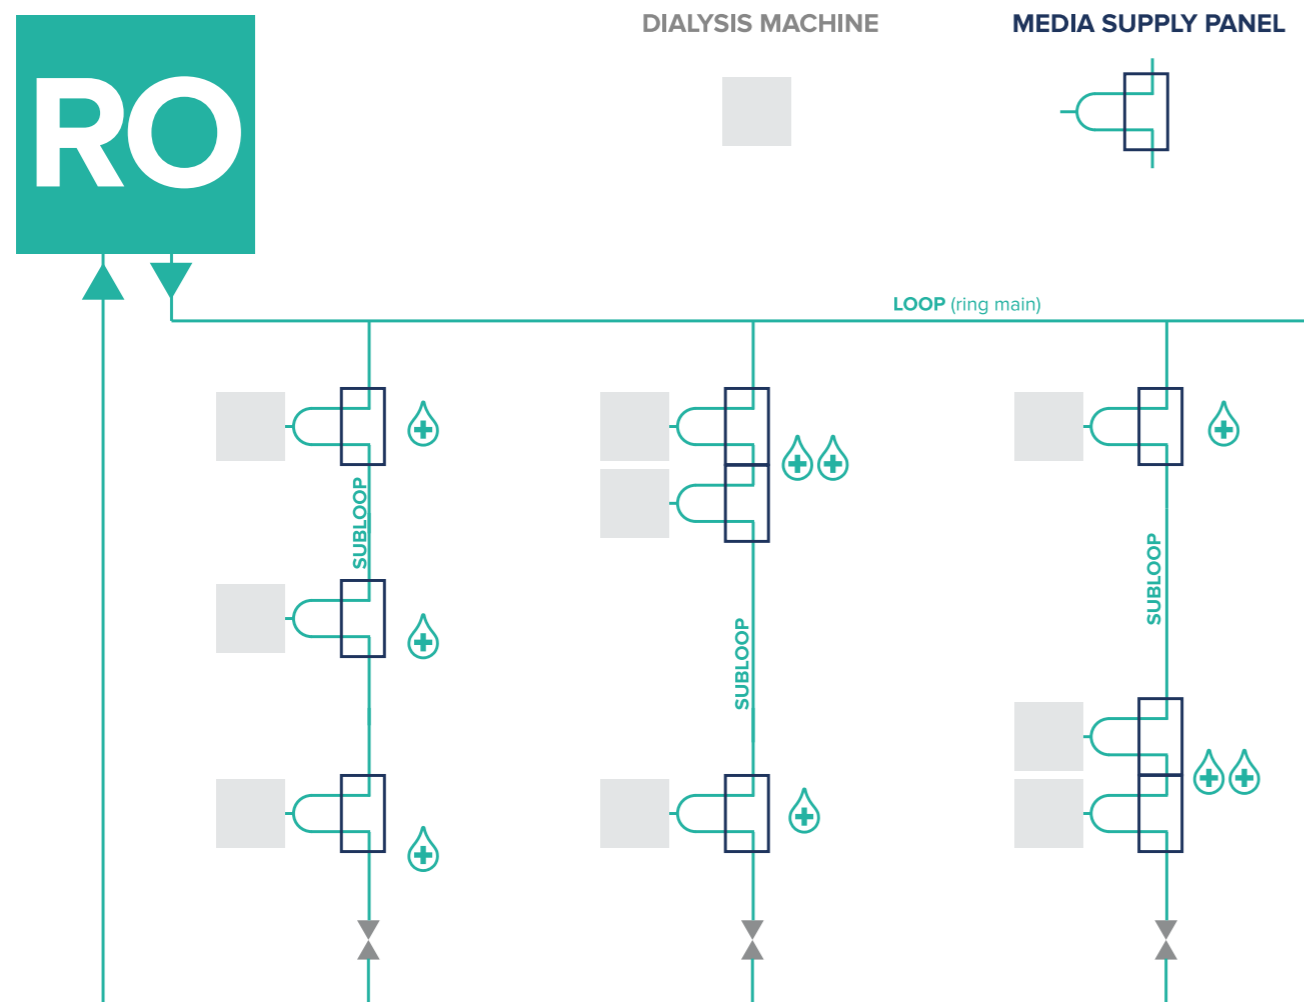 RO
DIALYSIS MACHINE
MEDIA SUPPLY PANEL
LOOP (ring main)
SUBLOOP
SUBLOOP
SUBLOOP